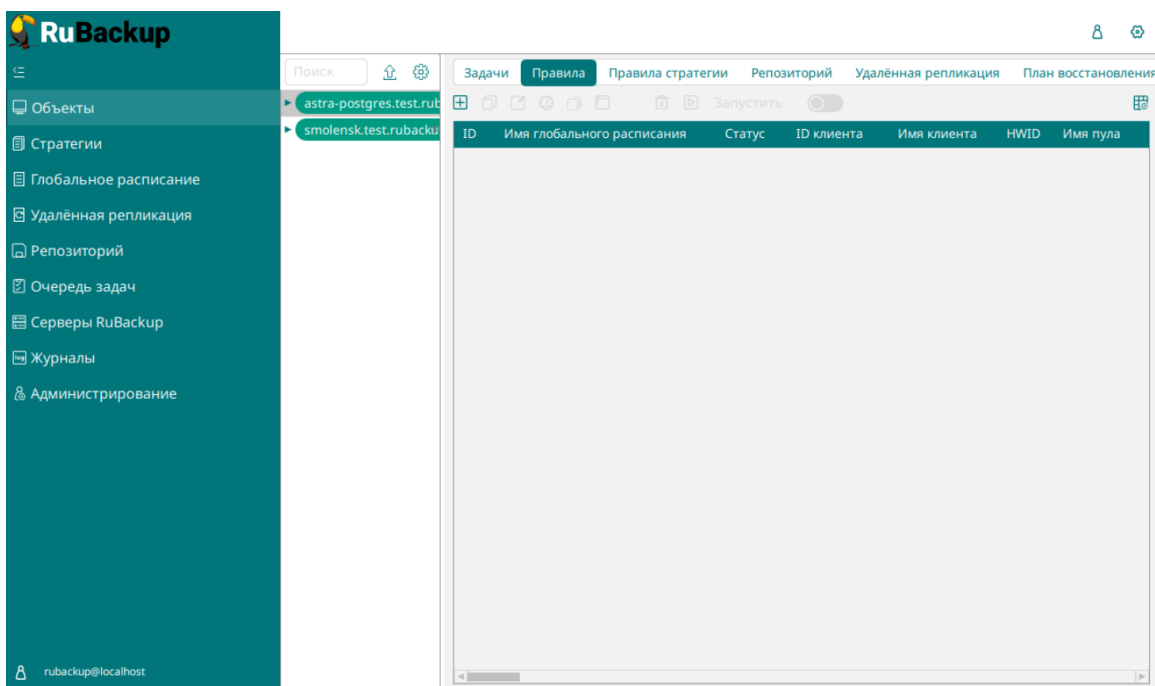 RuBackup
Объекты
Стратегии
Глобальное расписание
Удалённая репликация
Репозиторий
Очередь задач
Серверы RuBackup
Журналы
Администрирование
rubackup@localhost
Поиск
astra-postgres.test.rub
smolensk.test.rubacku
Задачи Правила Правила стратегии Репозиторий Удалённая репликация План восстановления
Запустить
ID Имя глобального расписания Статус ID клиента Имя клиента HWID Имя пула